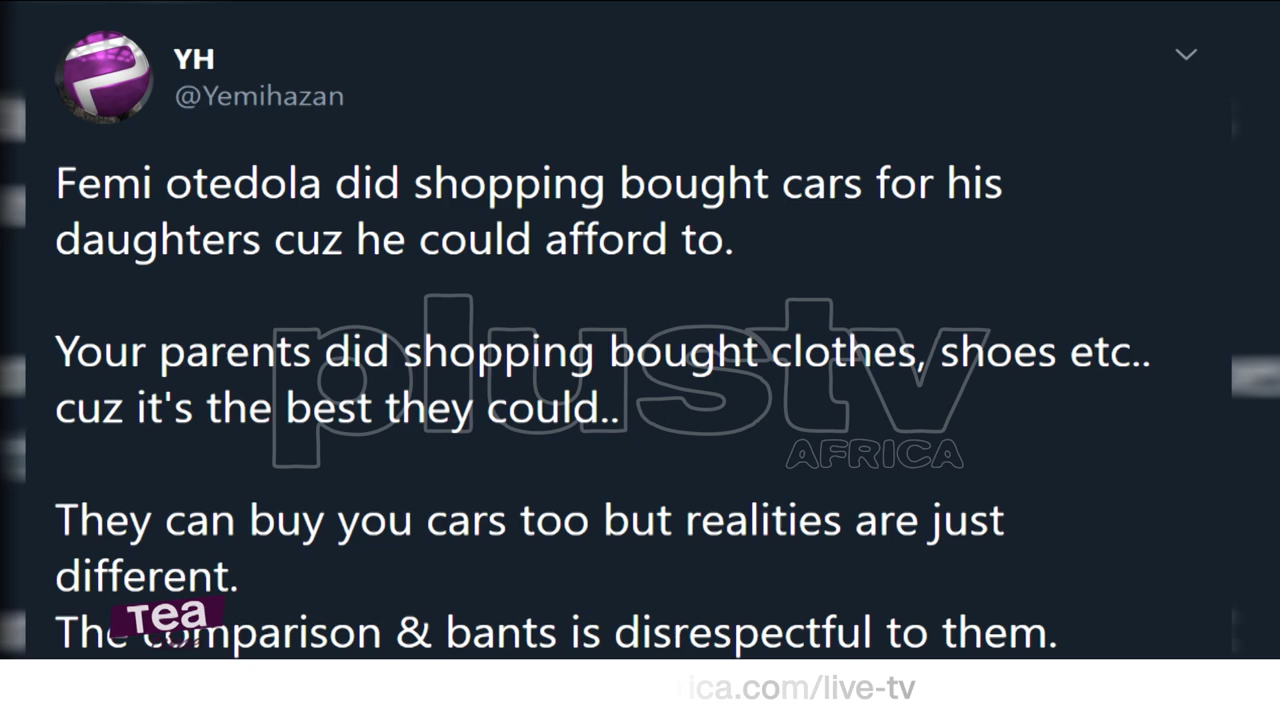 YH
@Yemihazan
Femi otedola did shopping bought cars for his
daughters cuz he could afford to.
Your parents did shopping bought clothes, shoes etc..
cuz it's the best they could..
plustv
AFRICA
They can buy you cars too but realities are just
different.
Tea
The comparison & bants is disrespectful to them.
ica.com/live-tv